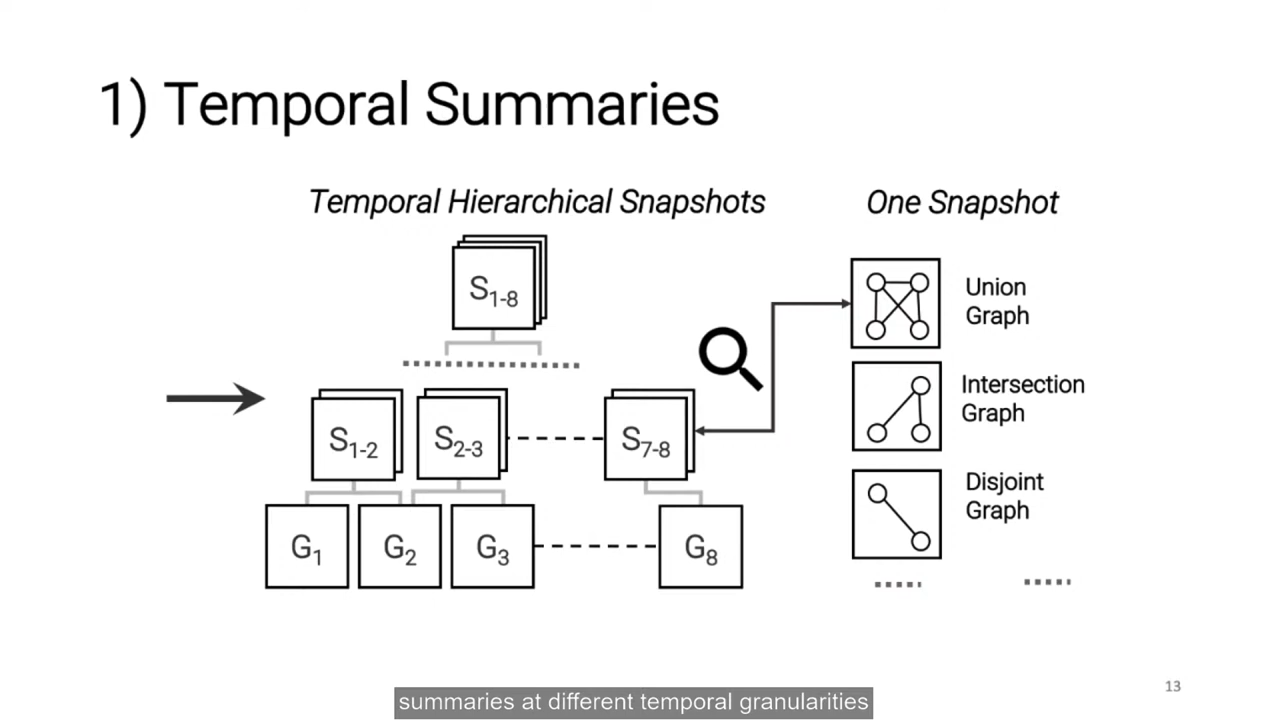 1) Temporal Summaries
Temporal Hierarchical Snapshots
One Snapshot
S1-8
Union
Graph
Intersection
Graph
S1-2
S2-3
S7-8
Disjoint
Graph
G1
G2
G3
G8
13
summaries at different temporal granularities